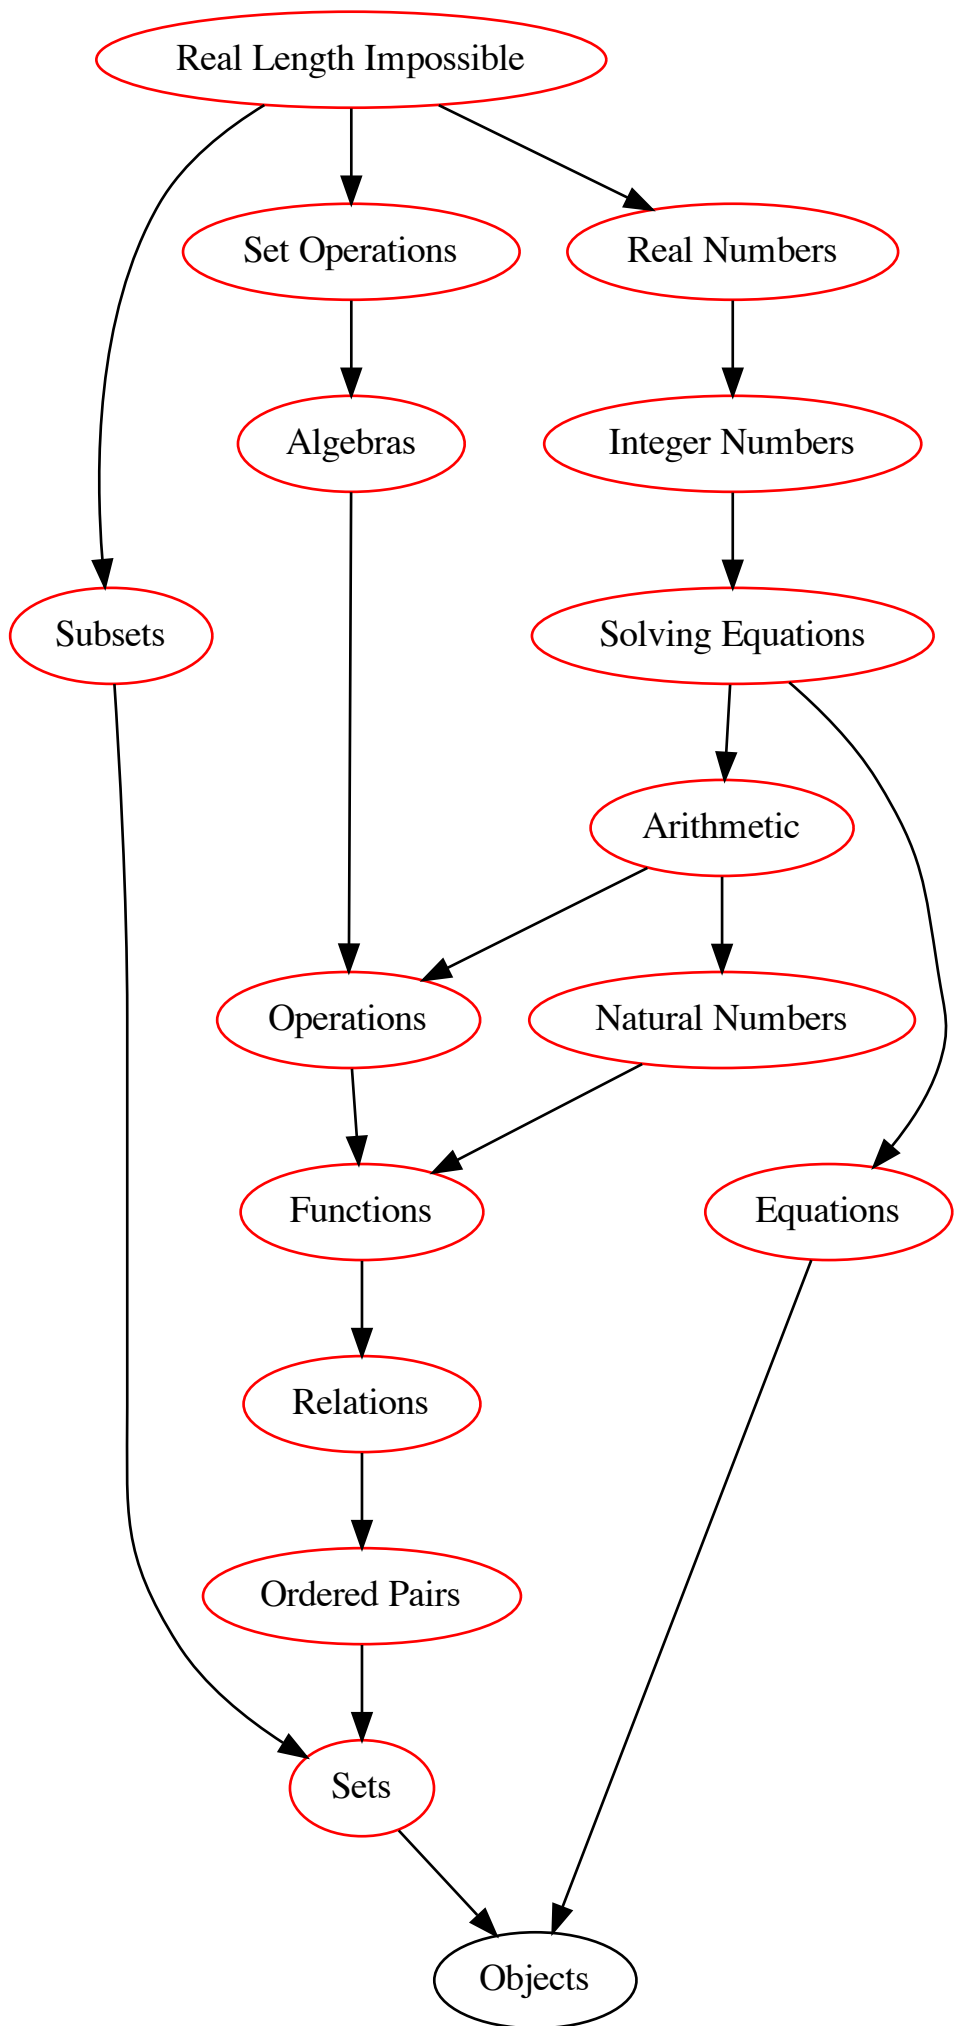 Real Length Impossible
Set Operations
Real Numbers
Algebras
Integer Numbers
Subsets
Solving Equations
Arithmetic
Operations
Natural Numbers
Functions
Equations
Relations
Ordered Pairs
Sets
Objects